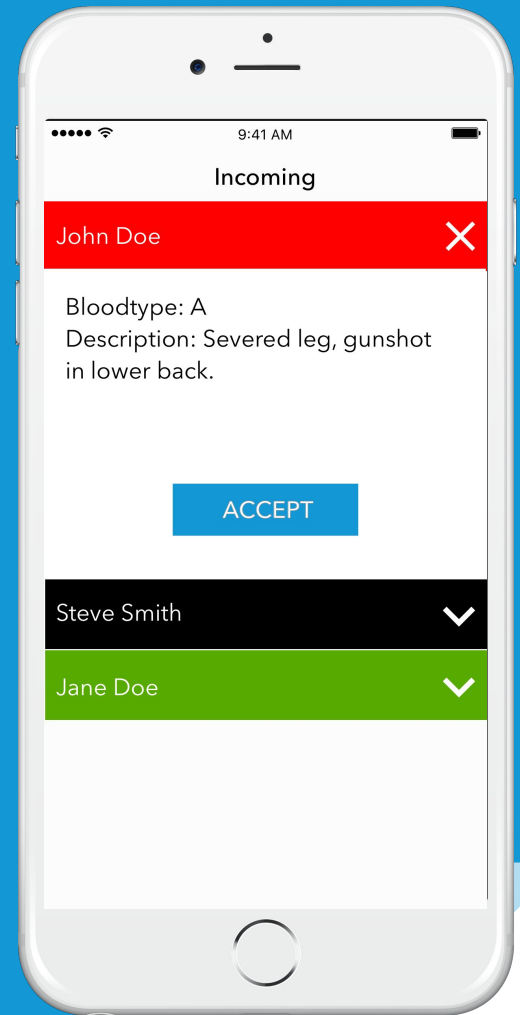 9:41 AM
Incoming
John Doe
Bloodtype: A
Description: Severed leg, gunshot
in lower back.
ACCEPT
Steve Smith
Jane Doe